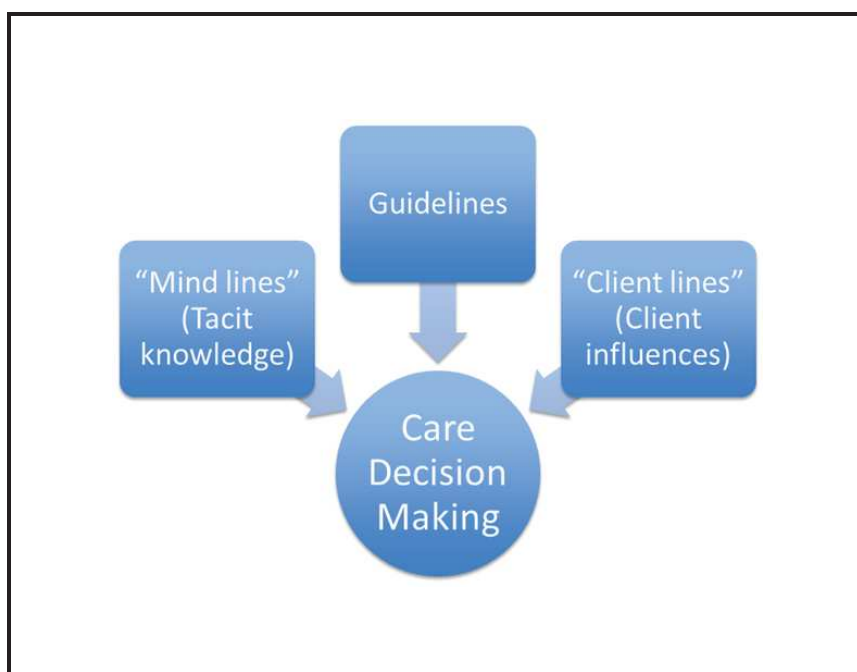 Guidelines
“Mind lines”
(Tacit
knowledge)
“Client lines”
(Client
influences)
Care
Decision
Making